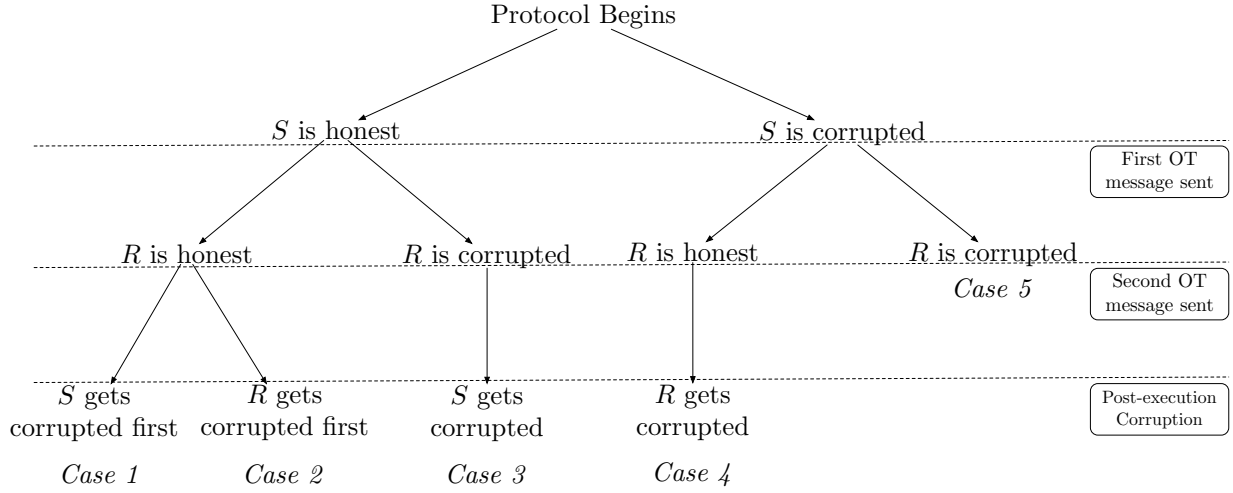 Protocol Begins
S is honest
S is corrupted
First OT
message sent
R is honest
R is corrupted
R is honest
R is corrupted
Case 5
Second OT
message sent
S gets
corrupted first
Case 1
R gets
corrupted first
Case 2
S gets
corrupted
Case 3
R gets
corrupted
Case 4
Post-execution
Corruption